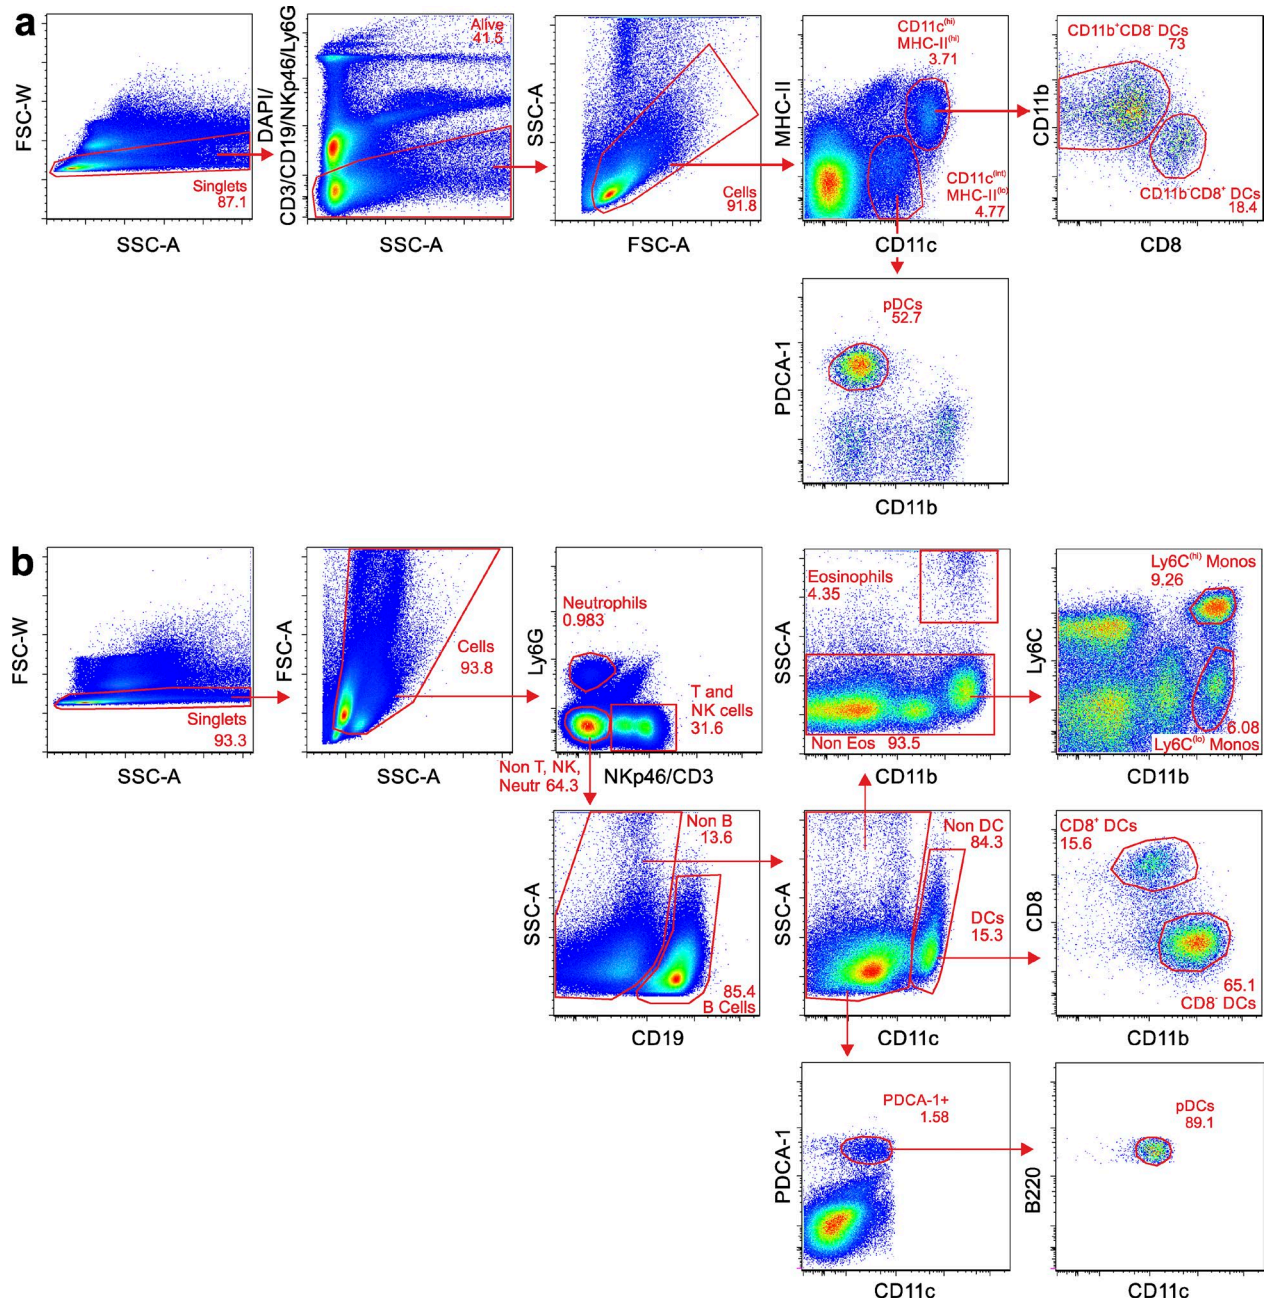 a
FSC-W
Singlets
87.1
SSC-A
DAPI/
CD3/CD19/NKp46/Ly6G
Alive
41.5
SSC-A
SSC-A
Cells
91.8
FSC-A
MHC-II
CD11c(hi)
MHC-II(hi)
3.71
CD11c(int)
MHC-II(lo)
4.77
CD11c
CD11b
CD11b+CD8- DCs
73
CD11b-CD8+ DCs
18.4
CD8
PDCA-1
pDCs
52.7
CD11b
b
FSC-W
Singlets
93.3
SSC-A
FSC-A
Cells
93.8
SSC-A
Ly6G
Neutrophils
0.983
T and
NK cells
31.6
NKp46/CD3
Non T, NK,
Neutr 64.3
SSC-A
Eosinophils
4.35
Non Eos 93.5
CD11b
Ly6C
Ly6C(hi) Monos
9.26
6.08
Ly6C(lo) Monos
CD11b
SSC-A
Non B
13.6
85.4
B Cells
CD19
SSC-A
Non DC
84.3
DCs
15.3
CD11c
CD8
CD8+ DCs
15.6
65.1
CD8- DCs
CD11b
PDCA-1
PDCA-1+
1.58
CD11c
B220
pDCs
89.1
CD11c